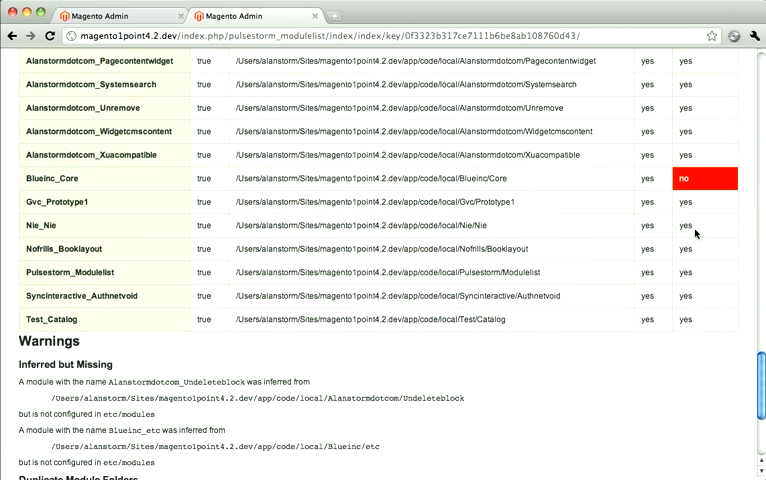 Magento Admin × Magento Admin ×
magento1point4.2.dev/index.php/pulsestorm_modulelist/index/index/key/0f3323b317ce7111b6be8ab108760d43/
Alanstormdotcom_Pagecontentwidget true /Users/alanstorm/Sites/magento1point4.2.dev/app/code/local/Alanstormdotcom/Pagecontentwidget yes yes
Alanstormdotcom_Systemsearch true /Users/alanstorm/Sites/magento1point4.2.dev/app/code/local/Alanstormdotcom/Systemsearch yes yes
Alanstormdotcom_Unremove true /Users/alanstorm/Sites/magento1point4.2.dev/app/code/local/Alanstormdotcom/Unremove yes yes
Alanstormdotcom_Widgetcmscontent true /Users/alanstorm/Sites/magento1point4.2.dev/app/code/local/Alanstormdotcom/Widgetcmscontent yes yes
Alanstormdotcom_Xuacompatible true /Users/alanstorm/Sites/magento1point4.2.dev/app/code/local/Alanstormdotcom/Xuacompatible yes yes
Blueinc_Core true /Users/alanstorm/Sites/magento1point4.2.dev/app/code/local/Blueinc/Core yes no
Gvc_Prototype1 true /Users/alanstorm/Sites/magento1point4.2.dev/app/code/local/Gvc/Prototype1 yes yes
Nie_Nie true /Users/alanstorm/Sites/magento1point4.2.dev/app/code/local/Nie/Nie yes yes
Nofrills_Booklayout true /Users/alanstorm/Sites/magento1point4.2.dev/app/code/local/Nofrills/Booklayout yes yes
Pulsestorm_Modulelist true /Users/alanstorm/Sites/magento1point4.2.dev/app/code/local/Pulsestorm/Modulelist yes yes
Syncinteractive_Authnetvoid true /Users/alanstorm/Sites/magento1point4.2.dev/app/code/local/Syncinteractive/Authnetvoid yes yes
Test_Catalog true /Users/alanstorm/Sites/magento1point4.2.dev/app/code/local/Test/Catalog yes yes
Warnings
Inferred but Missing
A module with the name Alanstormdotcom_Undeleteblock was inferred from
/Users/alanstorm/Sites/magento1point4.2.dev/app/code/local/Alanstormdotcom/Undeleteblock
but is not configured in etc/modules
A module with the name Blueinc_etc was inferred from
/Users/alanstorm/Sites/magento1point4.2.dev/app/code/local/Blueinc/etc
but is not configured in etc/modules
Duplicate Module Folders